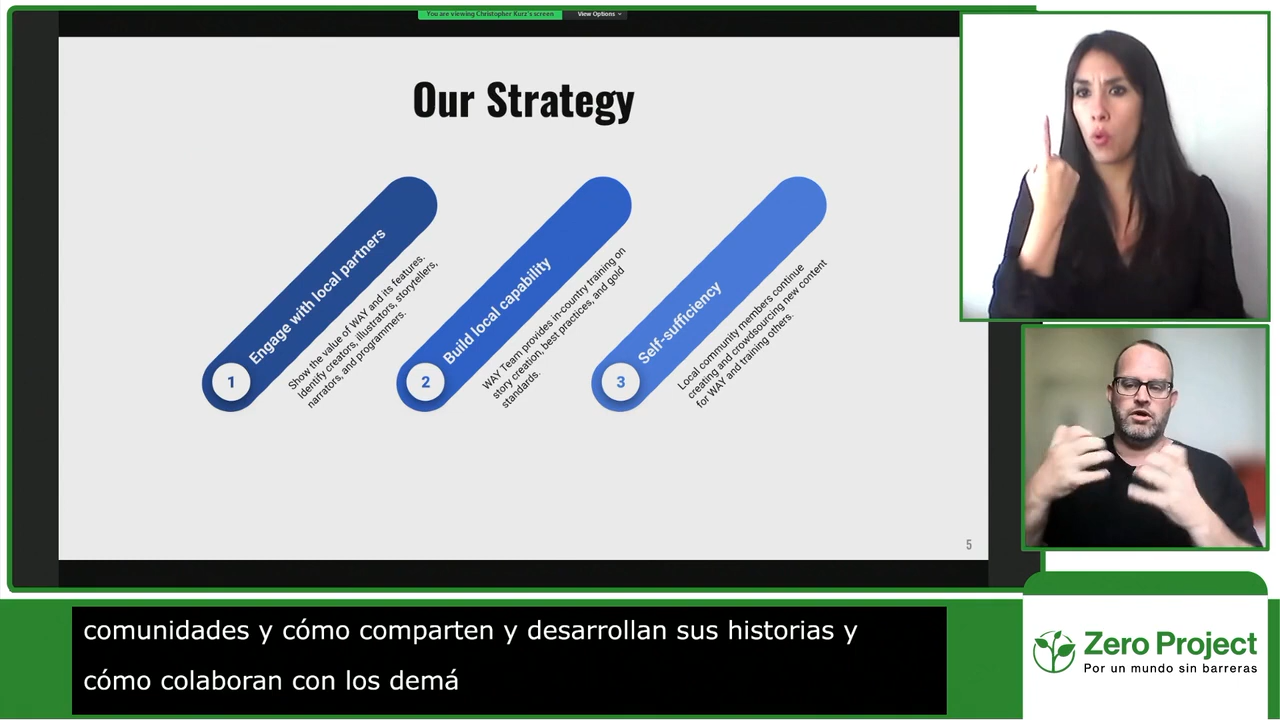 You are viewing Christopher Kurz's screen
View Options
Our Strategy
1
Engage with local partners
Show the value of WAY and its features.
Identify creators, illustrators, storytellers,
narrators, and programmers.
2
Build local capability
WAY Team provides in-country training on
story creation, best practices, and gold
standards.
3
Self-sufficiency
Local community members continue
creating and crowdsourcing new content
for WAY and training others.
5
comunidades y cómo comparten y desarrollan sus historias y
cómo colaboran con los demá
Zero Project
Por un mundo sin barreras